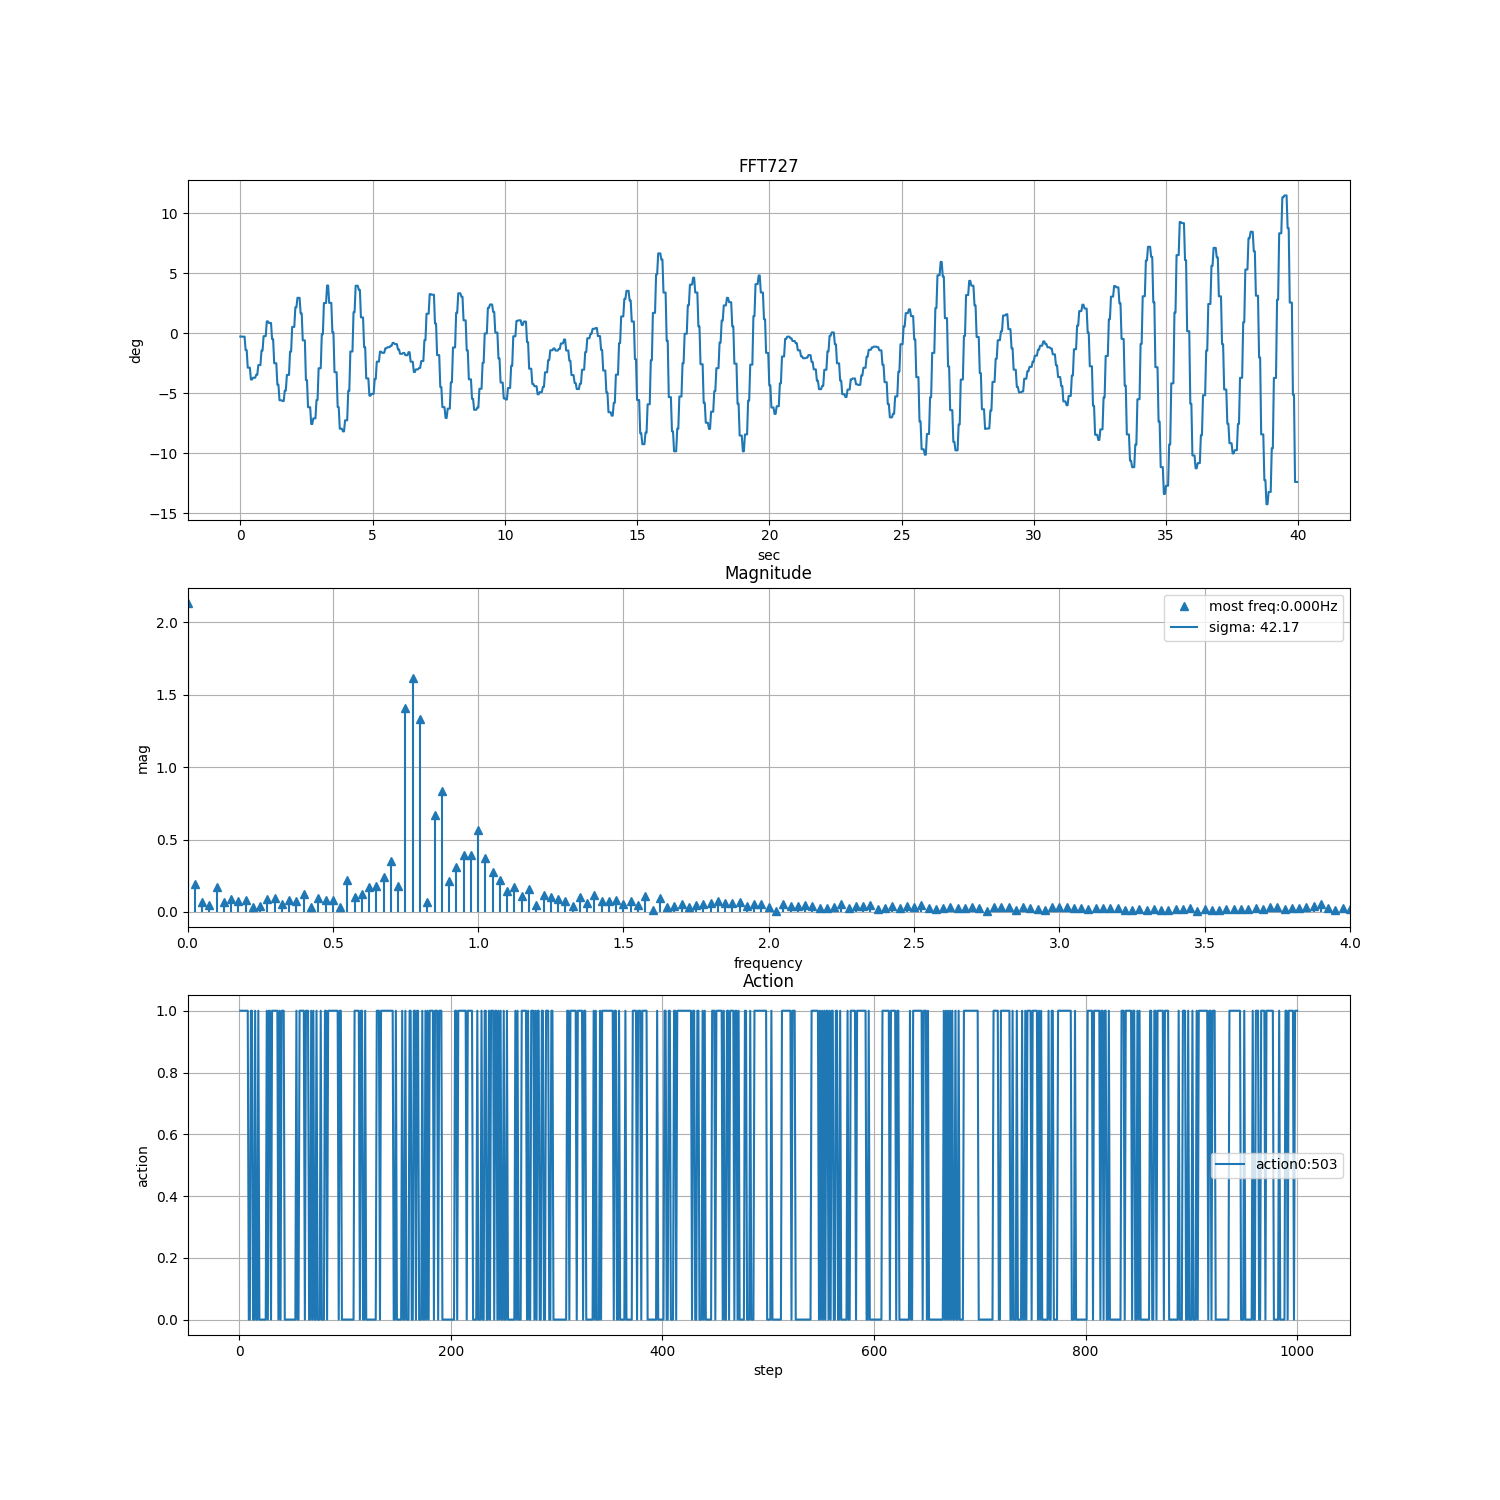 FFT727
10
5
0
−5
−10
−15
deg
0 5 10 15 20 25 30 35 40
sec
Magnitude
most freq:0.000Hz
sigma: 42.17
2.0
1.5
1.0
0.5
0.0
mag
0.0 0.5 1.0 1.5 2.0 2.5 3.0 3.5 4.0
frequency
Action
1.0
0.8
0.6
0.4
0.2
0.0
action
action0:503
0 200 400 600 800 1000
step